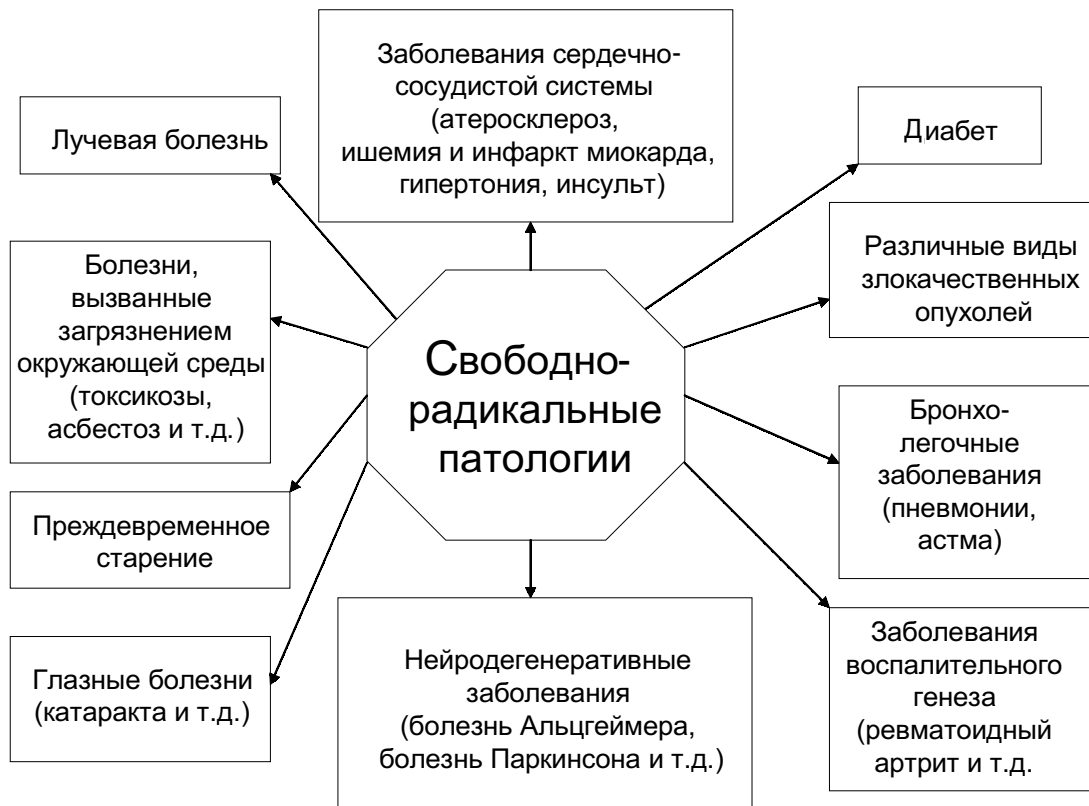 Заболевания сердечно-
сосудистой системы
(атеросклероз,
ишемия и инфаркт миокарда,
гипертония, инсульт)
Лучевая болезнь
Диабет
Болезни,
вызванные
загрязнением
окружающей среды
(токсикозы,
асбестоз и т.д.)
Различные виды
злокачественных
опухолей
Свободно-
радикальные
патологии
Бронхо-
легочные
заболевания
(пневмонии,
астма)
Преждевременное
старение
Глазные болезни
(катаракта и т.д.)
Нейродегенеративные
заболевания
(болезнь Альцгеймера,
болезнь Паркинсона и т.д.)
Заболевания
воспалительного
генеза
(ревматоидный
артрит и т.д.